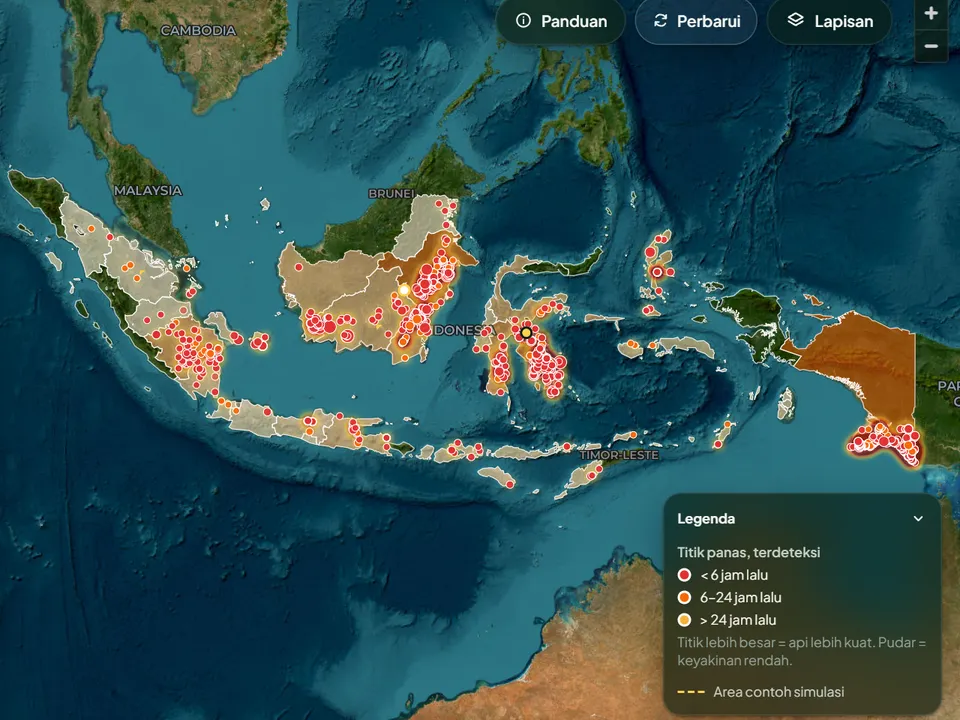 Panduan
Perbarui
Lapisan
+
−
CAMBODIA
MALAYSIA
BRUNEI
DONESIA
PAP
TIMOR-LESTE
Legenda
Titik panas, terdeteksi
< 6 jam lalu
6–24 jam lalu
> 24 jam lalu
Titik lebih besar = api lebih kuat. Pudar =
keyakinan rendah.
Area contoh simulasi